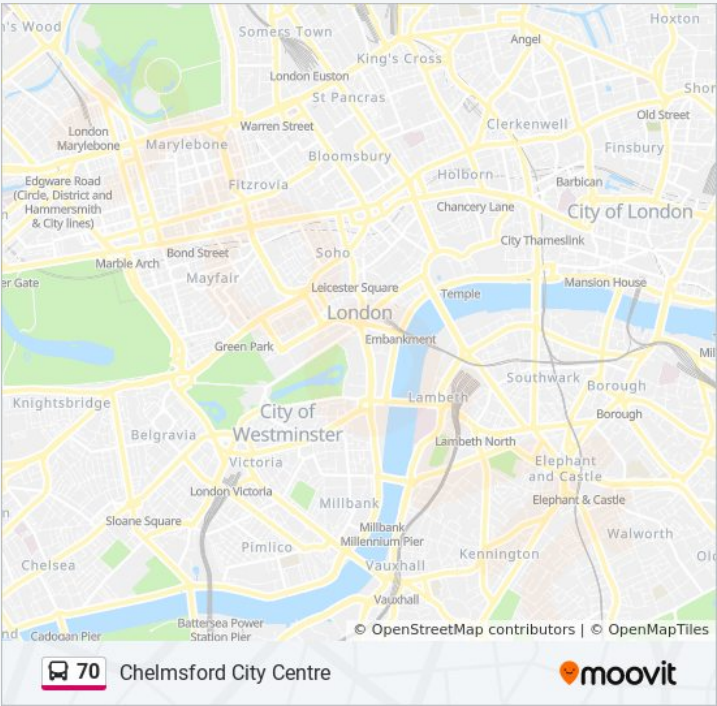 n's Wood
Somers Town
Hoxton
Angel
King's Cross
London Euston
St Pancras
Shor
Old Street
London
Marylebone
Marylebone
Warren Street
Clerkenwell
Finsbury
Bloomsbury
Holborn
Edgware Road
(Circle, District and
Hammersmith
& City lines)
Fitzrovia
Barbican
Chancery Lane
City of London
City Thameslink
Bond Street
Soho
Marble Arch
Mayfair
er Gate
Leicester Square
Temple
Mansion House
London
Embankment
Green Park
Mil
Southwark
Borough
Knightsbridge
Lambeth
City of
Westminster
Borough
Belgravia
Lambeth North
Victoria
Elephant
and Castle
London Victoria
Elephant & Castle
Millbank
Sloane Square
Millbank
Millennium Pier
Walworth
Pimlico
Kennington
Chelsea
Vauxhall
Vauxhall
Battersea Power
Station Pier
nd
Cadogan Pier
© OpenStreetMap contributors | © OpenMapTiles
70 Chelmsford City Centre
moovit